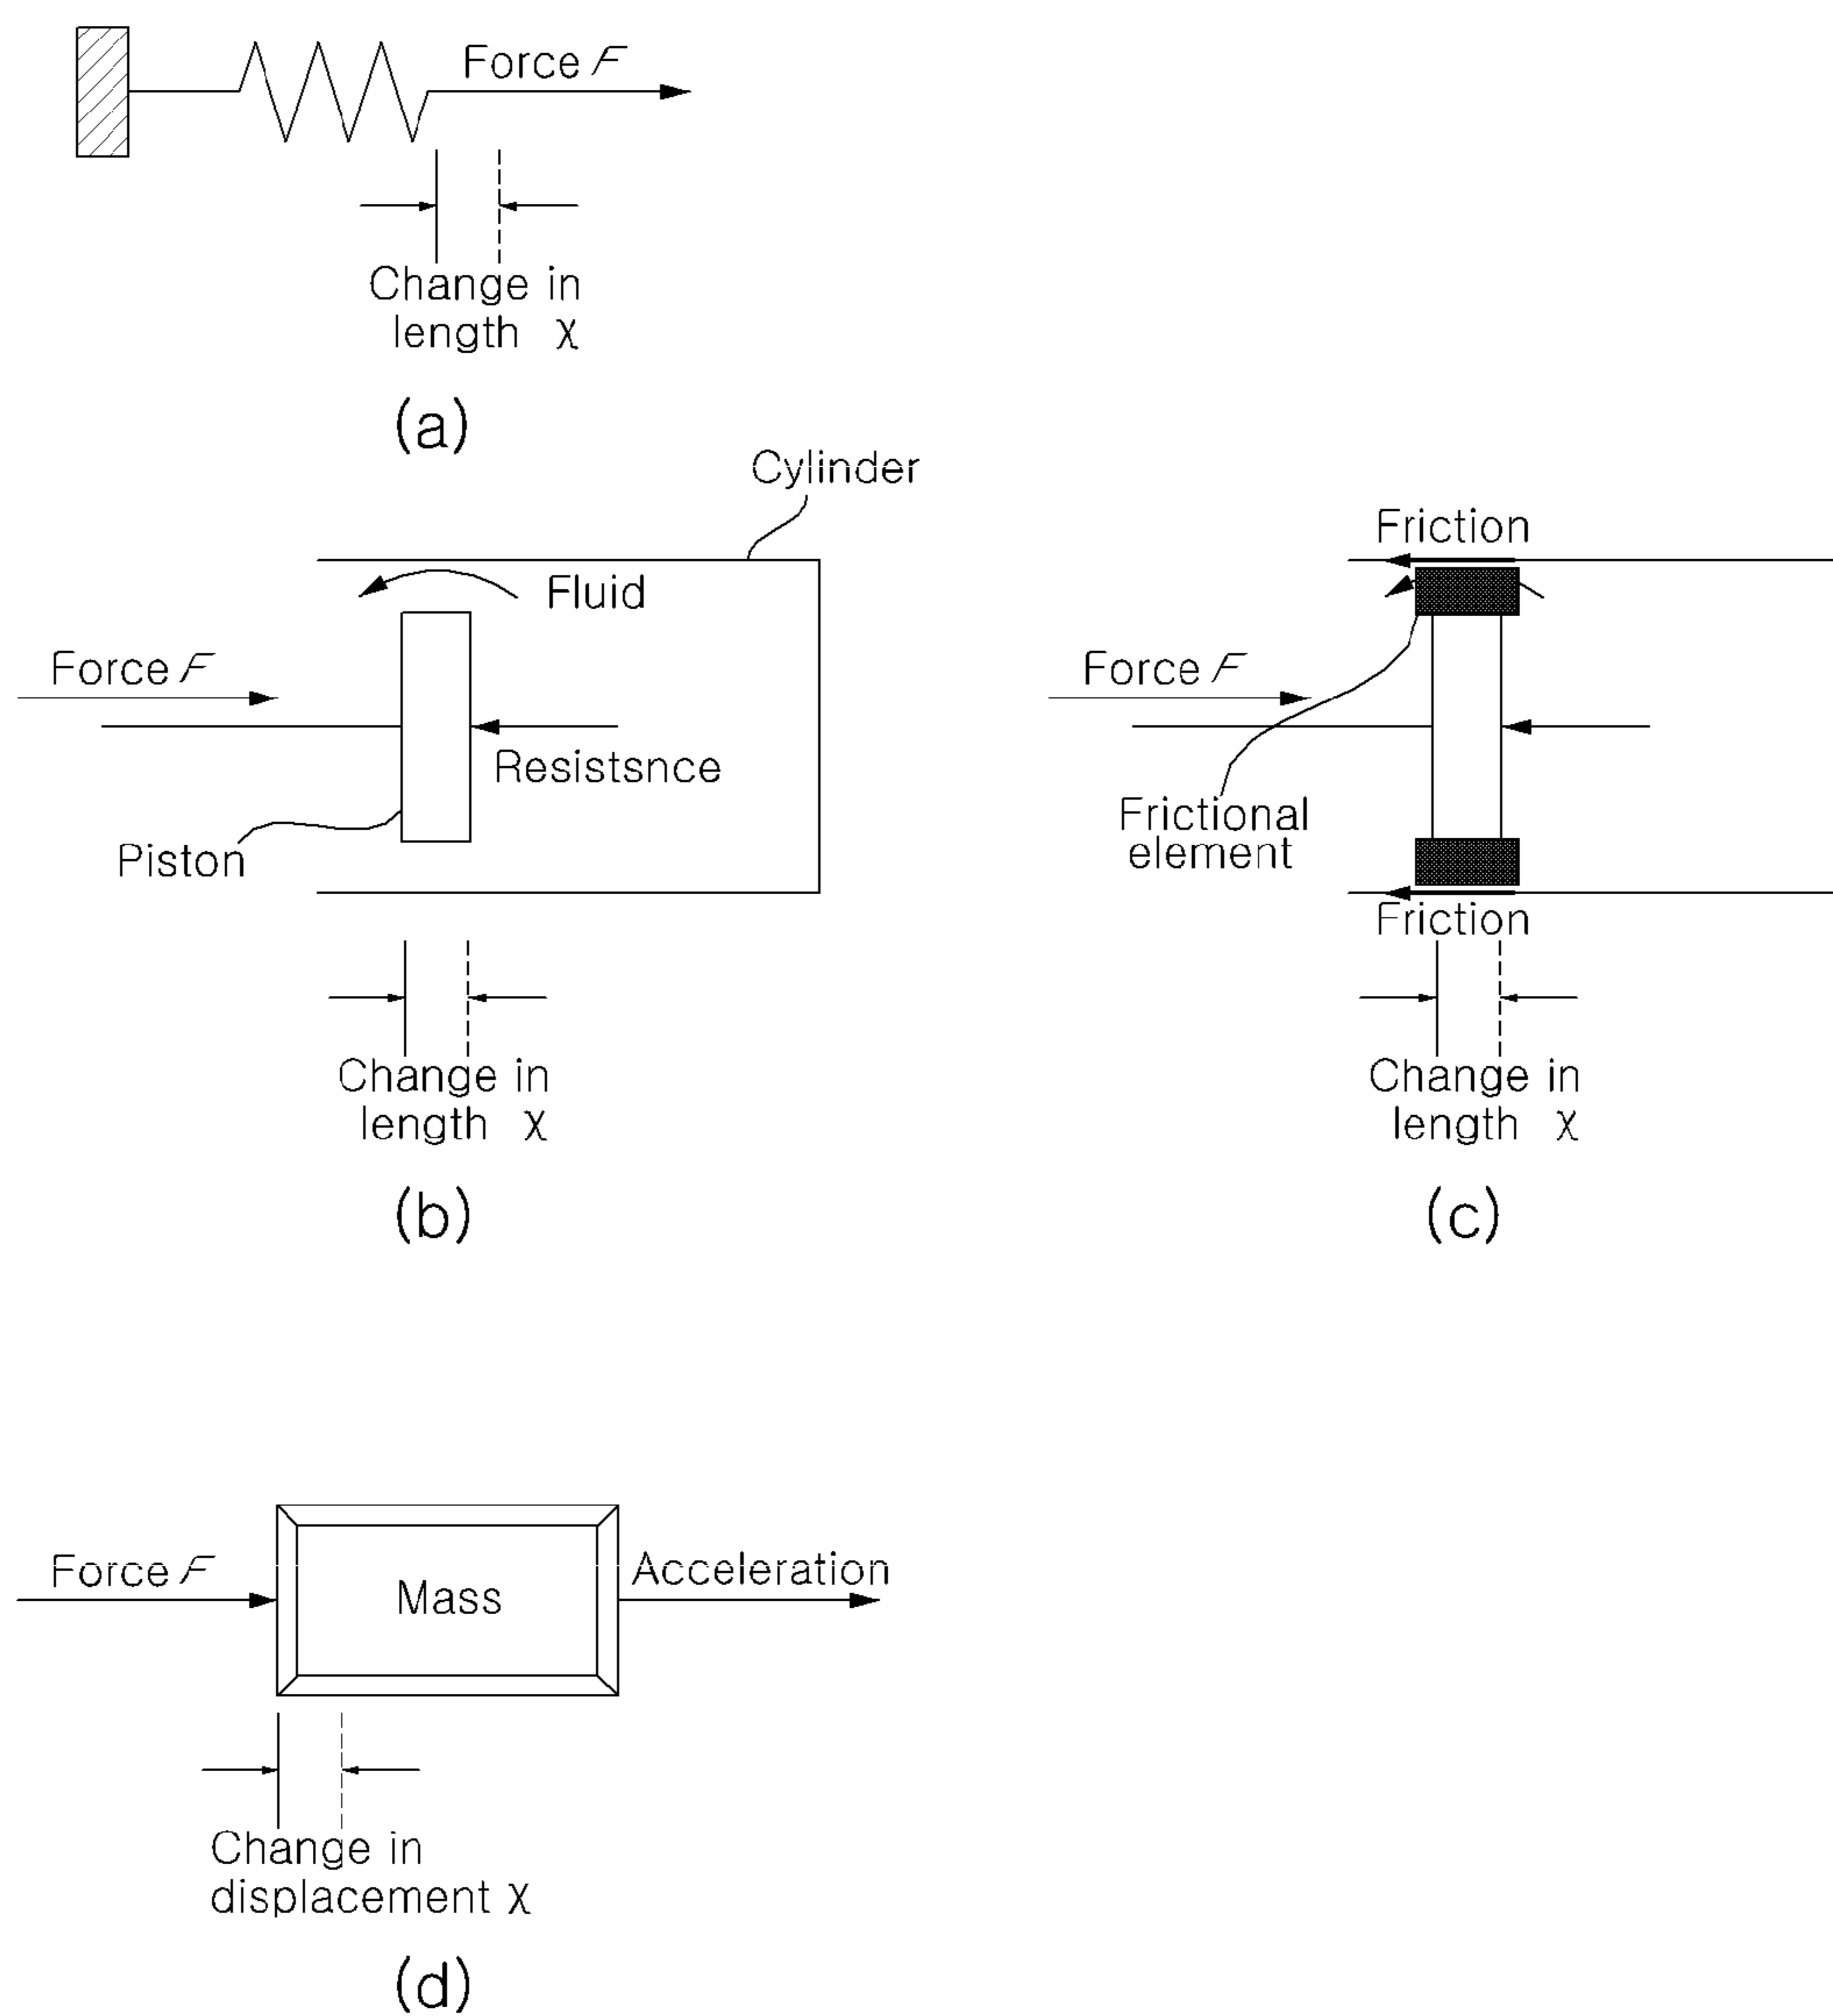 Force F
Change in
length χ
(a)
Cylinder
Fluid
Force F
Resistsnce
Piston
Change in
length χ
(b)
Friction
Force F
Frictional
element
Friction
Change in
length χ
(c)
Force F
Mass
Acceleration
Change in
displacement χ
(d)